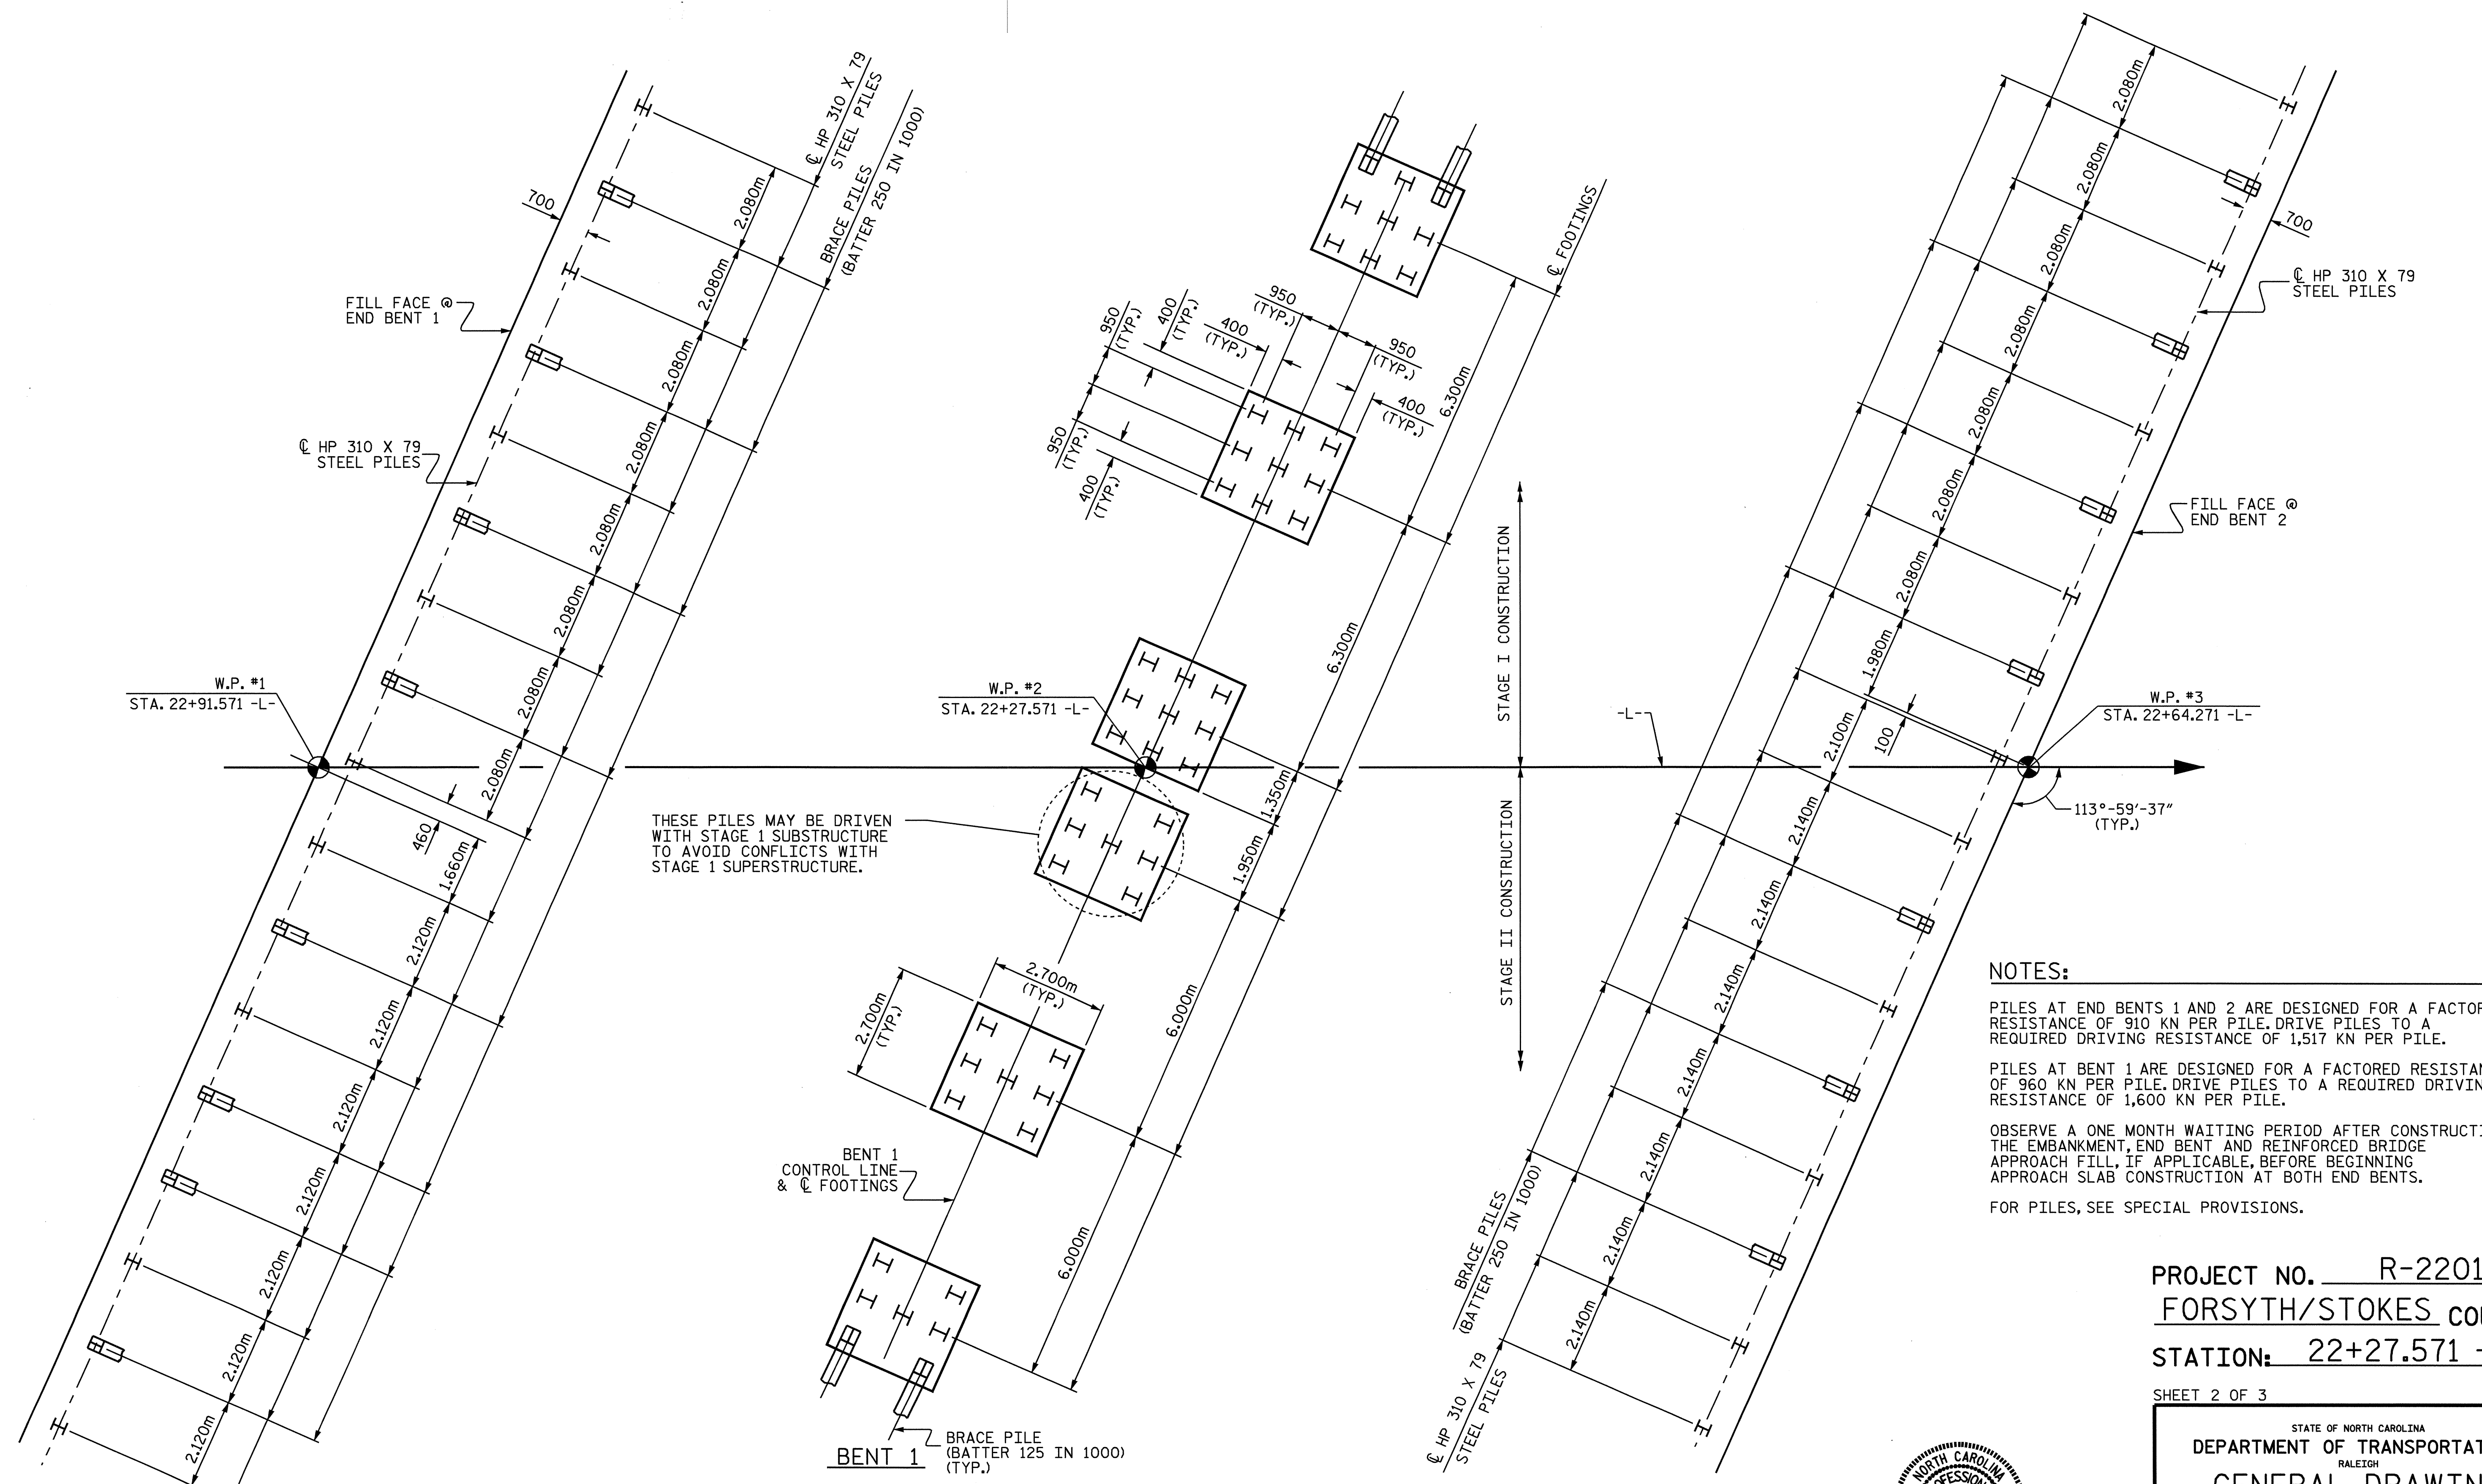 ℄ HP 310 X 79
STEEL PILES
BRACE PILES
(BATTER 250 IN 1000)
700
FILL FACE @
END BENT 1
℄ HP 310 X 79
STEEL PILES
2.080m
2.080m
2.080m
2.080m
2.080m
2.080m
2.080m
2.080m
460
1.660m
2.120m
2.120m
2.120m
2.120m
2.120m
2.120m
2.120m
W.P. #1
STA. 22+91.571 -L-
℄ FOOTINGS
950
(TYP.)
400
(TYP.)
400
(TYP.)
950
(TYP.)
950
(TYP.)
400
(TYP.)
950
(TYP.)
400
(TYP.)
6.300m
6.300m
1.350m
1.950m
6.000m
6.000m
W.P. #2
STA. 22+27.571 -L-
THESE PILES MAY BE DRIVEN
WITH STAGE 1 SUBSTRUCTURE
TO AVOID CONFLICTS WITH
STAGE 1 SUPERSTRUCTURE.
2.700m
(TYP.)
2.700m
(TYP.)
BENT 1
CONTROL LINE
& ℄ FOOTINGS
BRACE PILE
(BATTER 125 IN 1000)
(TYP.)
BENT 1
STAGE I CONSTRUCTION
STAGE II CONSTRUCTION
-L-
2.080m
2.080m
2.080m
2.080m
2.080m
2.080m
2.080m
1.980m
100
2.100m
2.140m
2.140m
2.140m
2.140m
2.140m
2.140m
2.140m
700
℄ HP 310 X 79
STEEL PILES
FILL FACE @
END BENT 2
W.P. #3
STA. 22+64.271 -L-
113°-59′-37″
(TYP.)
BRACE PILES
(BATTER 250 IN 1000)
℄ HP 310 X 79
STEEL PILES
NOTES:
PILES AT END BENTS 1 AND 2 ARE DESIGNED FOR A FACTOR
RESISTANCE OF 910 KN PER PILE. DRIVE PILES TO A
REQUIRED DRIVING RESISTANCE OF 1,517 KN PER PILE.
PILES AT BENT 1 ARE DESIGNED FOR A FACTORED RESISTAN
OF 960 KN PER PILE. DRIVE PILES TO A REQUIRED DRIVIN
RESISTANCE OF 1,600 KN PER PILE.
OBSERVE A ONE MONTH WAITING PERIOD AFTER CONSTRUCTI
THE EMBANKMENT, END BENT AND REINFORCED BRIDGE
APPROACH FILL, IF APPLICABLE, BEFORE BEGINNING
APPROACH SLAB CONSTRUCTION AT BOTH END BENTS.
FOR PILES, SEE SPECIAL PROVISIONS.
PROJECT NO. R-2201
FORSYTH/STOKES COU
STATION: 22+27.571 -
SHEET 2 OF 3
STATE OF NORTH CAROLINA
DEPARTMENT OF TRANSPORTAT
RALEIGH
GENERAL DRAWIN
NORTH CAROLINA